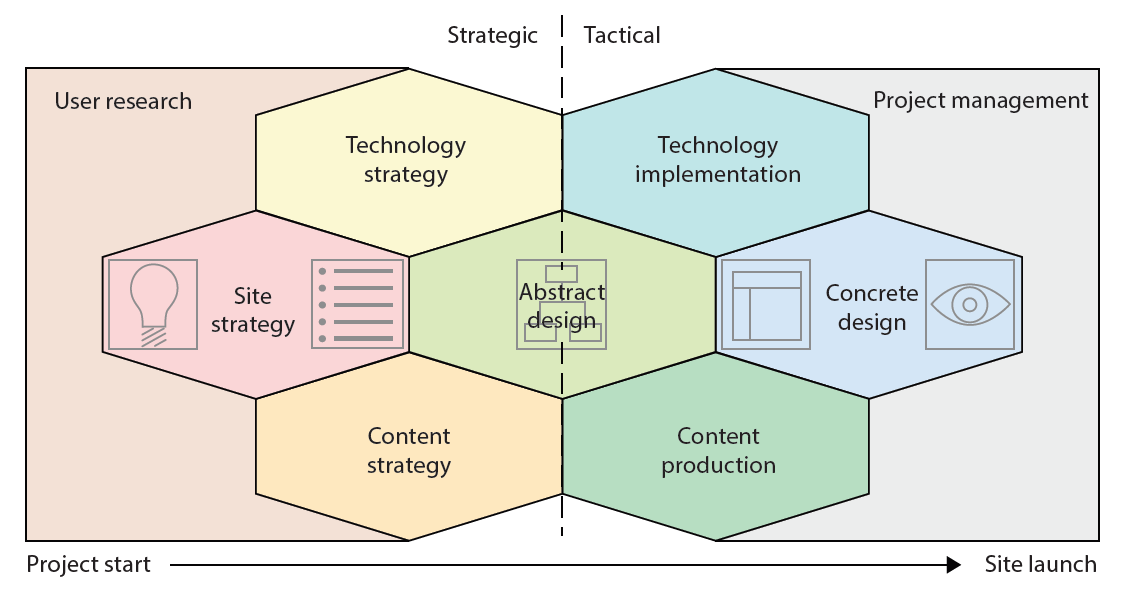 Strategic
Tactical
User research
Project management
Technology
strategy
Technology
implementation
Site
strategy
Abstract
design
Concrete
design
Content
strategy
Content
production
Project start
Site launch